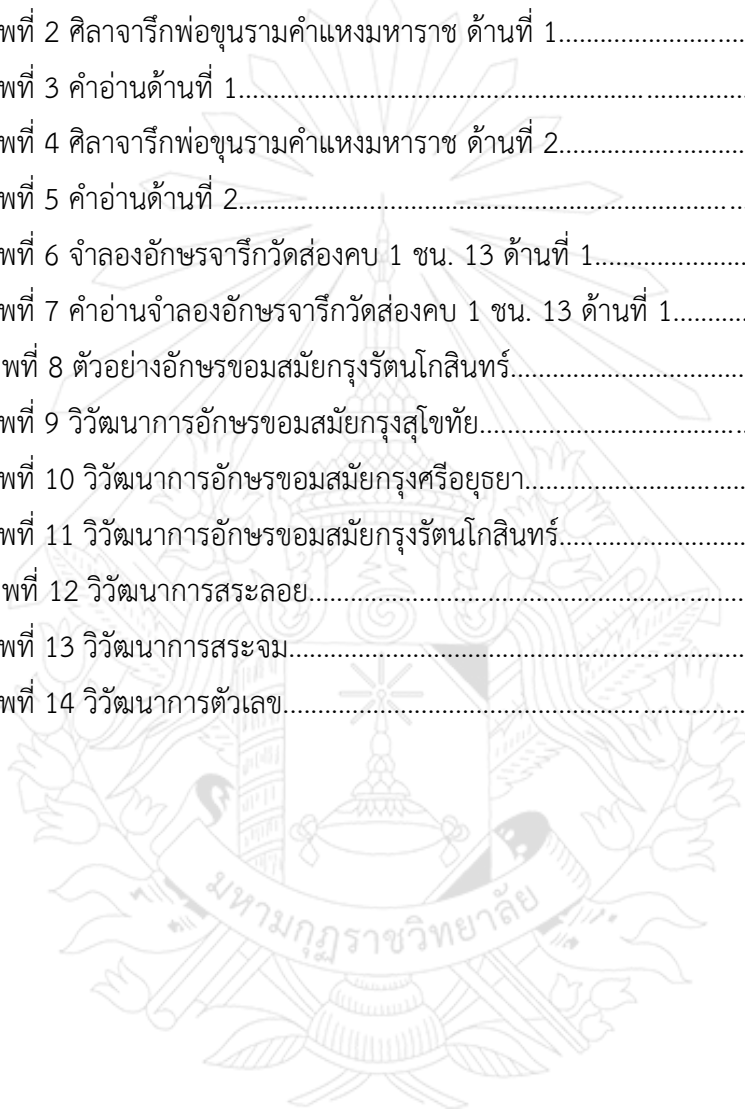 พที่ 2 ศิลาจารึกพ่อขุนรามคำแหงมหาราช ด้านที่ 1..............................
พที่ 3 คำอ่านด้านที่ 1..............................................................................
พที่ 4 ศิลาจารึกพ่อขุนรามคำแหงมหาราช ด้านที่ 2..............................
พที่ 5 คำอ่านด้านที่ 2..............................................................................
พที่ 6 จำลองอักษรจารึกวัดส่องคบ 1 ชน. 13 ด้านที่ 1.........................
พที่ 7 คำอ่านจำลองอักษรจารึกวัดส่องคบ 1 ชน. 13 ด้านที่ 1............
พที่ 8 ตัวอย่างอักษรขอมสมัยกรุงรัตนโกสินทร์......................................
พที่ 9 วิวัฒนาการอักษรขอมสมัยกรุงสุโขทัย..........................................
พที่ 10 วิวัฒนาการอักษรขอมสมัยกรุงศรีอยุธยา...................................
พที่ 11 วิวัฒนาการอักษรขอมสมัยกรุงรัตนโกสินทร์..............................
พที่ 12 วิวัฒนาการสระลอย....................................................................
พที่ 13 วิวัฒนาการสระจม.......................................................................
พที่ 14 วิวัฒนาการตัวเลข........................................................................
มหามกุฏราชวิทยาลัย